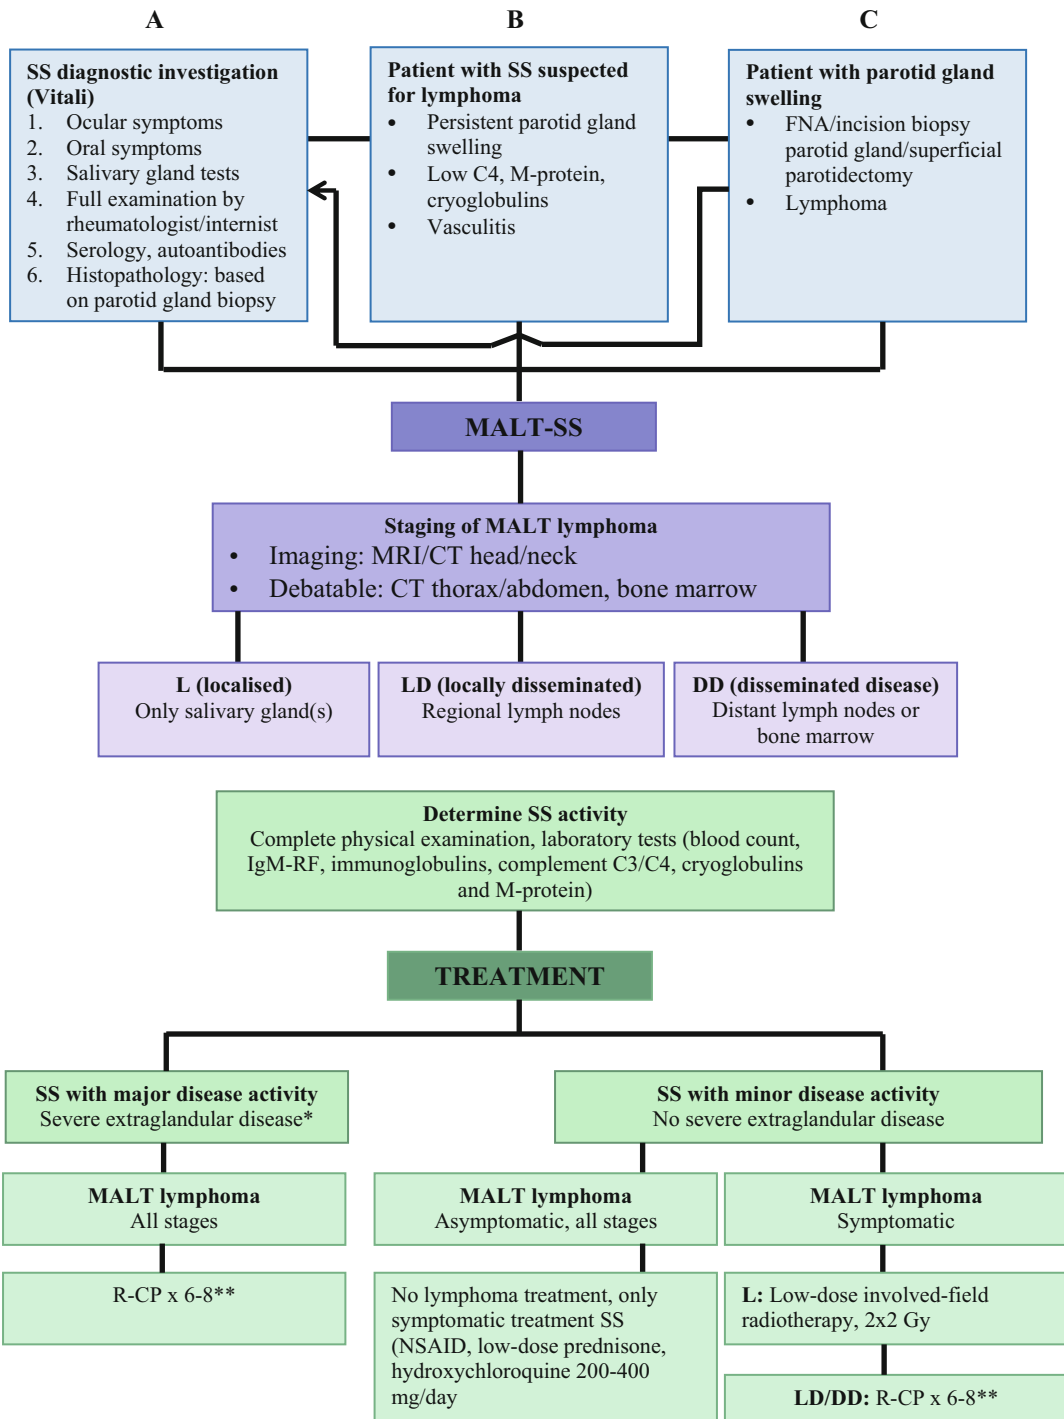 A
B
C
SS diagnostic investigation
(Vitali)
1. Ocular symptoms
2. Oral symptoms
3. Salivary gland tests
4. Full examination by
rheumatologist/internist
5. Serology, autoantibodies
6. Histopathology: based
on parotid gland biopsy
Patient with SS suspected
for lymphoma
• Persistent parotid gland
swelling
• Low C4, M-protein,
cryoglobulins
• Vasculitis
Patient with parotid gland
swelling
• FNA/incision biopsy
parotid gland/superficial
parotidectomy
• Lymphoma
MALT-SS
Staging of MALT lymphoma
• Imaging: MRI/CT head/neck
• Debatable: CT thorax/abdomen, bone marrow
L (localised)
Only salivary gland(s)
LD (locally disseminated)
Regional lymph nodes
DD (disseminated disease)
Distant lymph nodes or
bone marrow
Determine SS activity
Complete physical examination, laboratory tests (blood count,
IgM-RF, immunoglobulins, complement C3/C4, cryoglobulins
and M-protein)
TREATMENT
SS with major disease activity
Severe extraglandular disease*
SS with minor disease activity
No severe extraglandular disease
MALT lymphoma
All stages
MALT lymphoma
Asymptomatic, all stages
MALT lymphoma
Symptomatic
R-CP x 6-8**
No lymphoma treatment, only
symptomatic treatment SS
(NSAID, low-dose prednisone,
hydroxychloroquine 200-400
mg/day
L: Low-dose involved-field
radiotherapy, 2x2 Gy
LD/DD: R-CP x 6-8**